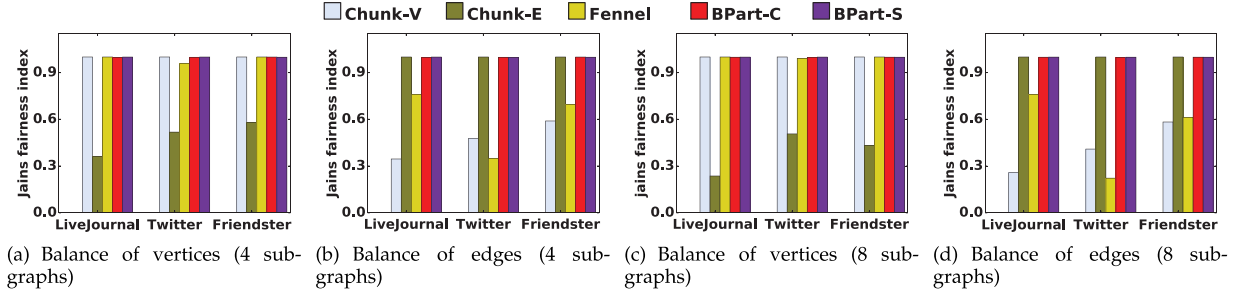 Chunk-V Chunk-E Fennel BPart-C BPart-S
Jains fairness index
0.9
0.6
0.3
0.0
LiveJournal Twitter Friendster
(a) Balance of vertices (4 sub-
graphs)
Jains fairness index
0.9
0.6
0.3
0.0
LiveJournal Twitter Friendster
(b) Balance of edges (4 sub-
graphs)
Jains fairness index
0.9
0.6
0.3
0.0
LiveJournal Twitter Friendster
(c) Balance of vertices (8 sub-
graphs)
Jains fairness index
0.9
0.6
0.3
0.0
LiveJournal Twitter Friendster
(d) Balance of edges (8 sub-
graphs)